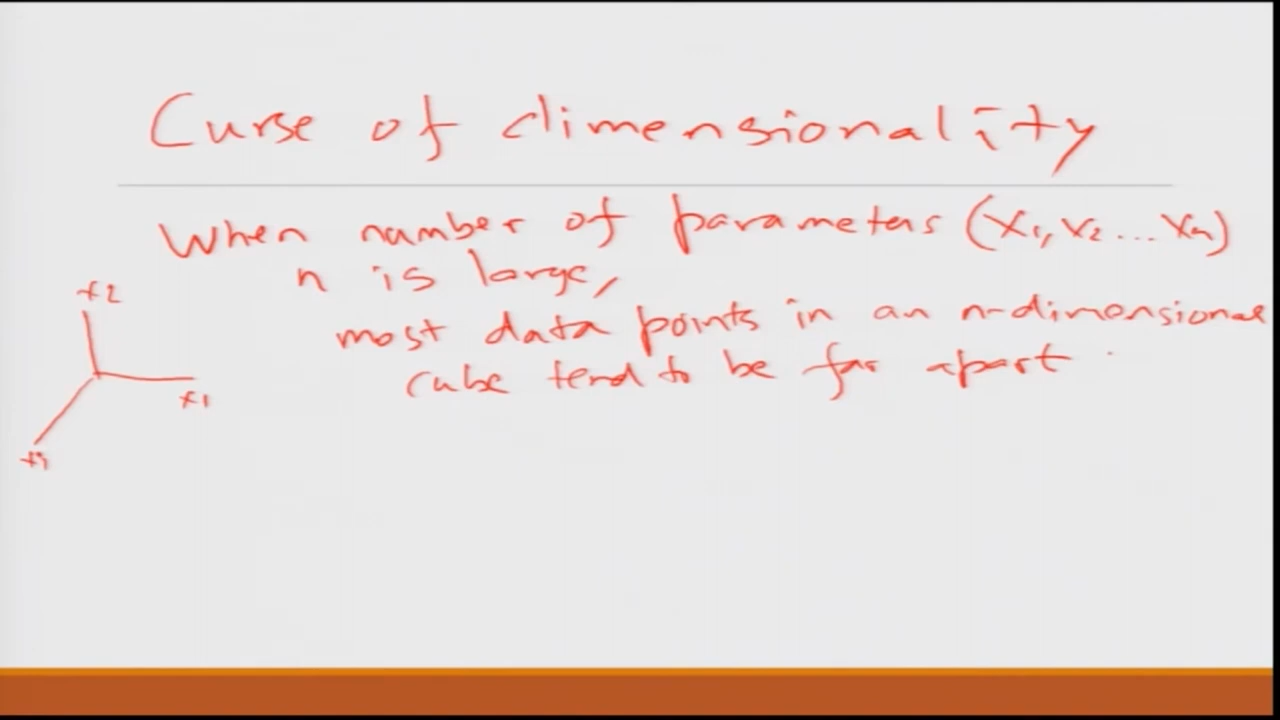 Curse of dimensionality
When number of parameters (x1, x2 ... xn)
n is large,
most data points in an n-dimensional
cube tend to be far apart.
x2
x1